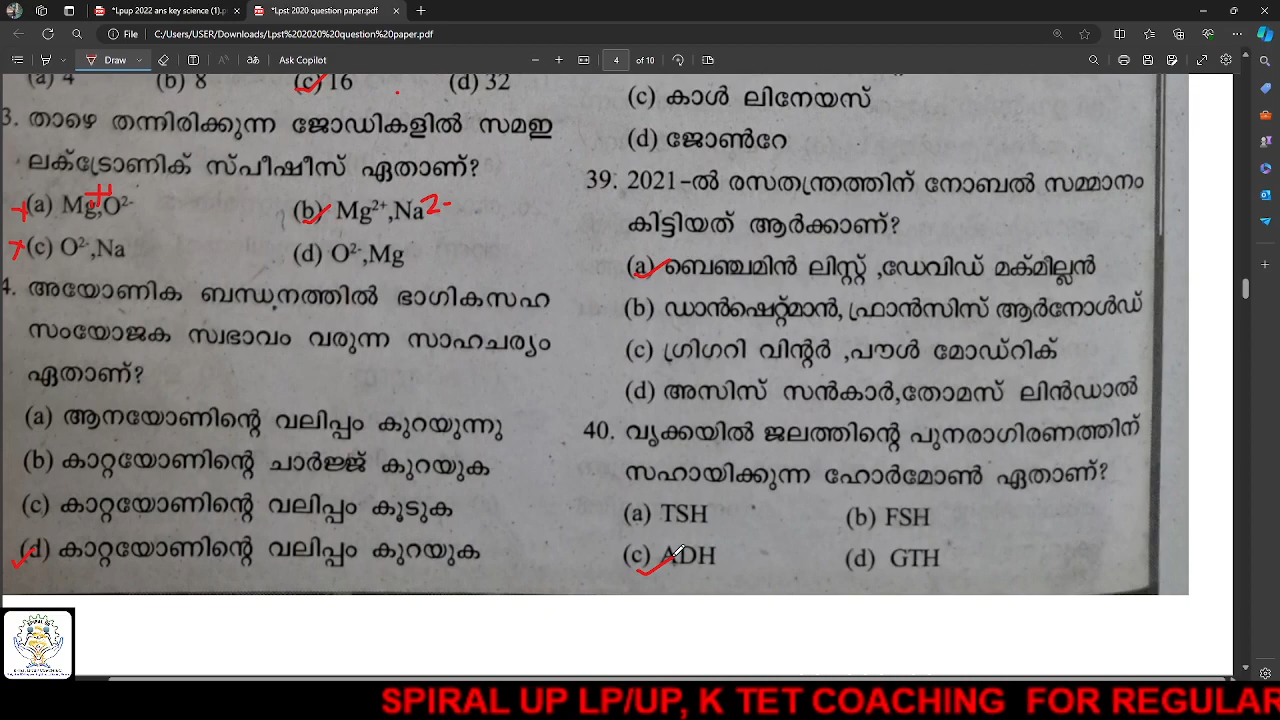 *Lpup 2022 ans key science (1).p
*Lpst 2020 question paper.pdf
File
C:/Users/USER/Downloads/Lpst%202020%20question%20paper.pdf
Draw
Ask Copilot
4 of 10
(a) 4 (b) 8 (c) 16 (d) 32
3. താഴെ തന്നിരിക്കുന്ന ജോഡികളിൽ സമഇ
ലക്ട്രോണിക് സ്പീഷീസ് ഏതാണ്?
(a) Mg,O²⁻ (b) Mg²⁺,Na 2-
(c) O²⁻,Na (d) O²⁻,Mg
4. അയോണിക ബന്ധനത്തിൽ ഭാഗികസഹ
സംയോജക സ്വഭാവം വരുന്ന സാഹചര്യം
ഏതാണ്?
(a) ആനയോണിന്റെ വലിപ്പം കുറയുന്നു
(b) കാറ്റയോണിന്റെ ചാർജ്ജ് കുറയുക
(c) കാറ്റയോണിന്റെ വലിപ്പം കൂടുക
(d) കാറ്റയോണിന്റെ വലിപ്പം കുറയുക
(c) കാൾ ലിനേയസ്
(d) ജോൺറേ
39. 2021-ൽ രസതന്ത്രത്തിന് നോബൽ സമ്മാനം
കിട്ടിയത് ആർക്കാണ്?
(a) ബെഞ്ചമിൻ ലിസ്റ്റ് ,ഡേവിഡ് മക്മീല്ലൻ
(b) ഡാൻഷെറ്റ്മാൻ, ഫ്രാൻസിസ് ആർനോൾഡ്
(c) ഗ്രിഗറി വിന്റർ ,പൗൾ മോഡ്റിക്
(d) അസിസ് സൻകാർ,തോമസ് ലിൻഡാൽ
40. വൃക്കയിൽ ജലത്തിന്റെ പുനരാഗിരണത്തിന്
സഹായിക്കുന്ന ഹോർമോൺ ഏതാണ്?
(a) TSH (b) FSH
(c) ADH (d) GTH
SPIRAL UP LP/UP, K TET COACHING FOR REGULAR